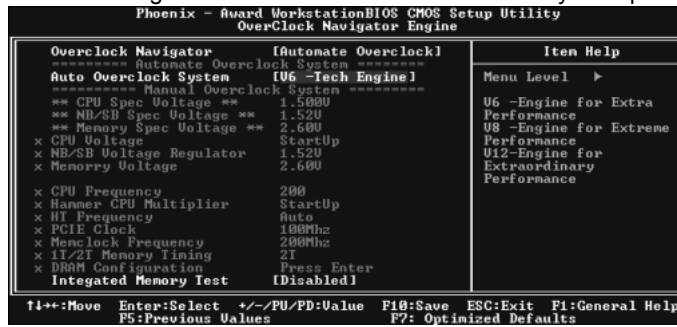 Phoenix - Award WorkstationBIOS CMOS Setup Utility
OverClock Navigator Engine
Overclock Navigator [Automate Overclock]
========= Automate Overclock System ========
Auto Overclock System [V6 -Tech Engine]
========= Manual Overclock System =========
** CPU Spec Voltage ** 1.500V
** NB/SB Spec Voltage ** 1.52V
** Memory Spec Voltage ** 2.60V
x CPU Voltage StartUp
x NB/SB Voltage Regulator 1.52V
x Memorry Voltage 2.60V
x CPU Frequency 200
x Hammer CPU Multiplier StartUp
x HT Frequency Auto
x PCIE Clock 100Mhz
x Memclock Frequency 200Mhz
x 1T/2T Memory Timing 2T
x DRAM Configuration Press Enter
Integated Memory Test [Disabled]
Item Help
Menu Level ►
V6 -Engine for Extra
Performance
V8 -Engine for Extreme
Performance
V12-Engine for
Extraordinary
Performance
↑↓→←:Move Enter:Select +/-/PU/PD:Value F10:Save ESC:Exit F1:General Help
F5:Previous Values F7: Optimized Defaults